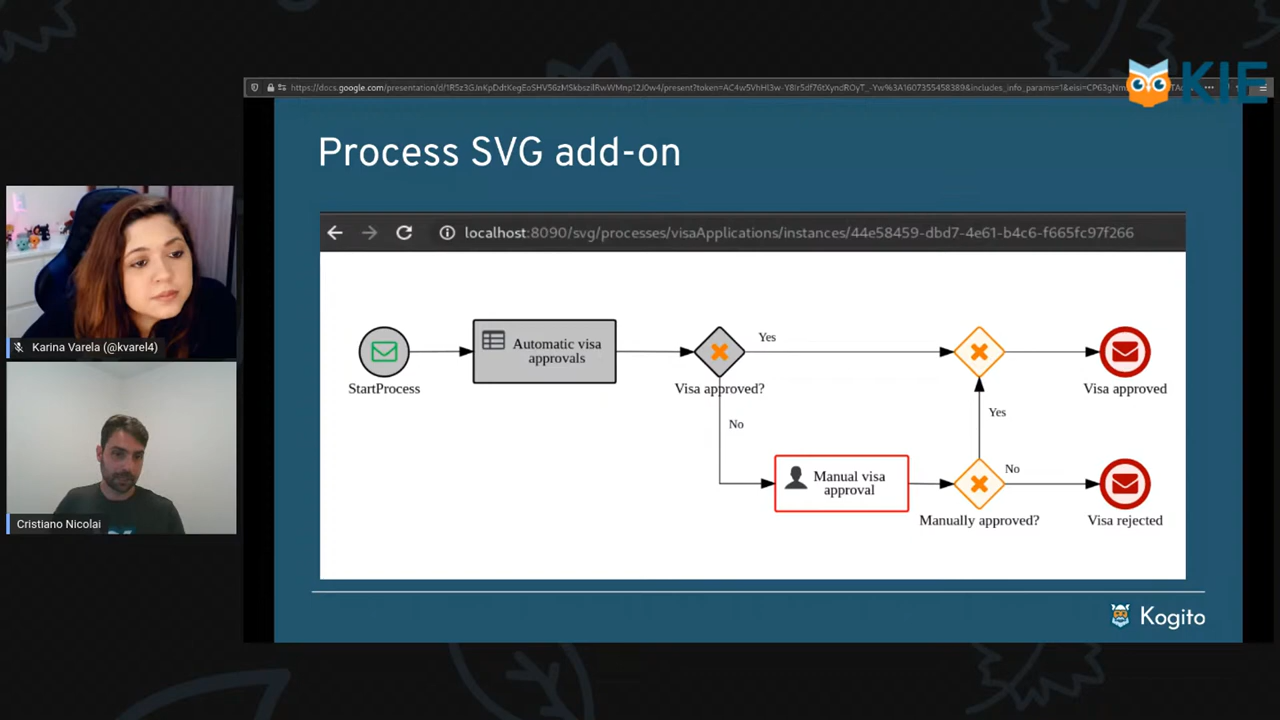 KIE
Process SVG add-on
localhost:8090/svg/processes/visaApplications/instances/44e58459-dbd7-4e61-b4c6-f665fc97f266
StartProcess
Automatic visa
approvals
Visa approved?
Yes
Visa approved
No
Yes
Manual visa
approval
Manually approved?
No
Visa rejected
Karina Varela (@kvarel4)
Cristiano Nicolai
Kogito